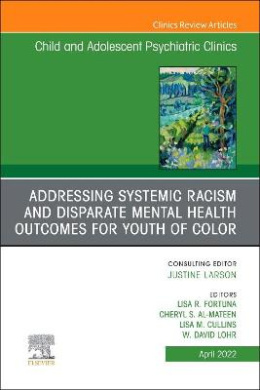 Clinics Review Articles
Child and Adolescent Psychiatric Clinics
ADDRESSING SYSTEMIC RACISM
AND DISPARATE MENTAL HEALTH
OUTCOMES FOR YOUTH OF COLOR
CONSULTING EDITOR
JUSTINE LARSON
EDITORS
LISA R. FORTUNA
CHERYL S. AL-MATEEN
LISA M. CULLINS
W. DAVID LOHR
ELSEVIER
April 2022